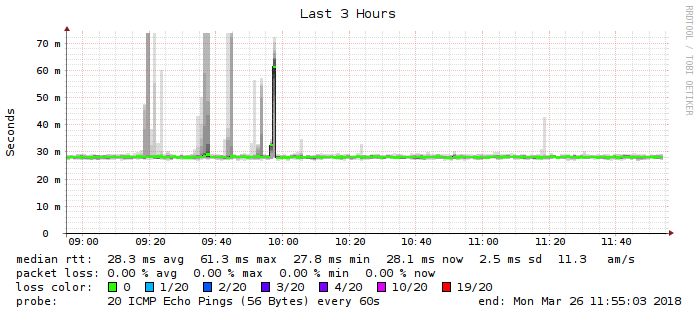 Last 3 Hours
RRDTOOL / TOBI OETIKER
Seconds
70 m
60 m
50 m
40 m
30 m
20 m
10 m
0
09:00 09:20 09:40 10:00 10:20 10:40 11:00 11:20 11:40
median rtt: 28.3 ms avg 61.3 ms max 27.8 ms min 28.1 ms now 2.5 ms sd 11.3 am/s
packet loss: 0.00 % avg 0.00 % max 0.00 % min 0.00 % now
loss color: 0 1/20 2/20 3/20 4/20 10/20 19/20
probe: 20 ICMP Echo Pings (56 Bytes) every 60s end: Mon Mar 26 11:55:03 2018